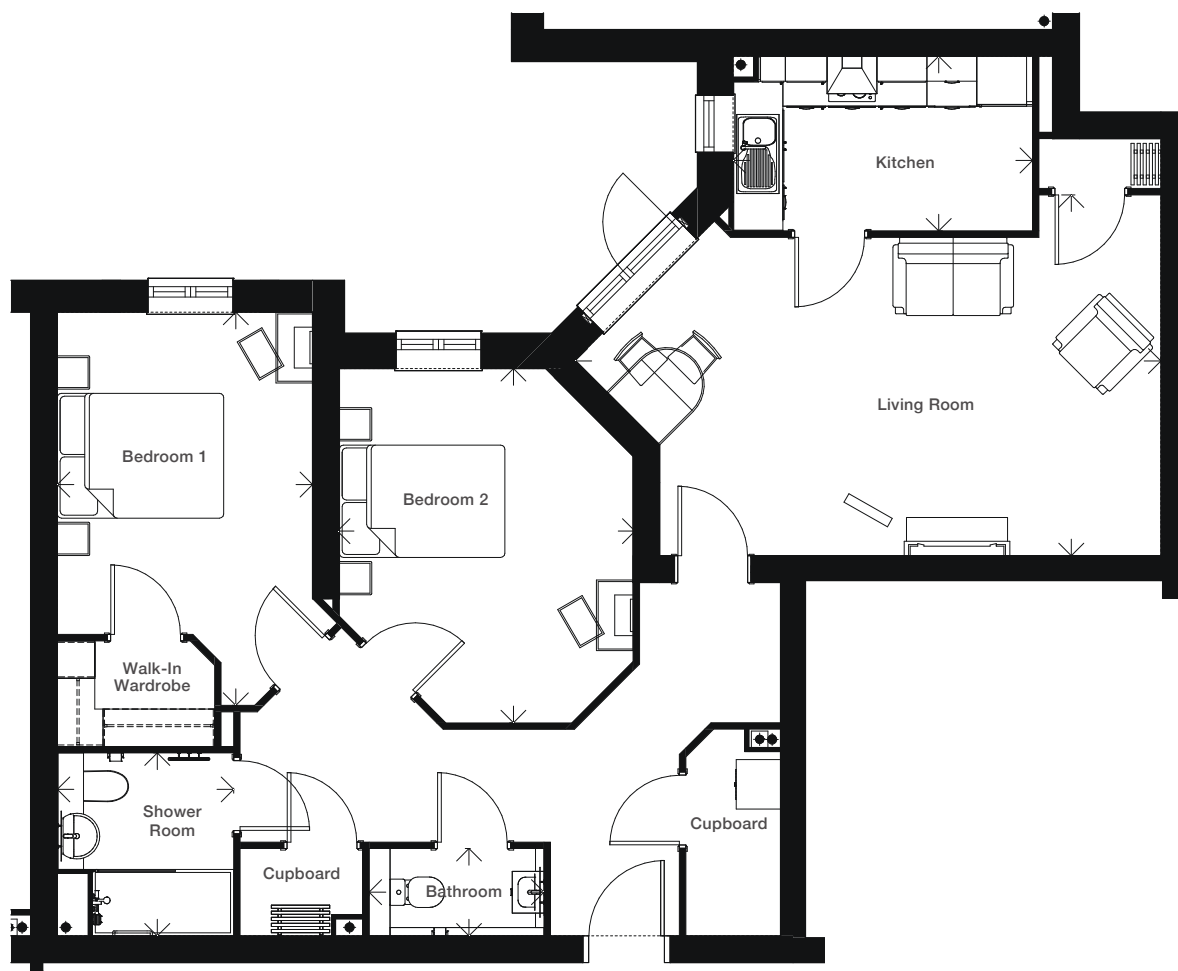 Kitchen
Living Room
Bedroom 1
Bedroom 2
Walk-In
Wardrobe
Shower
Room
Cupboard
Cupboard
Bathroom